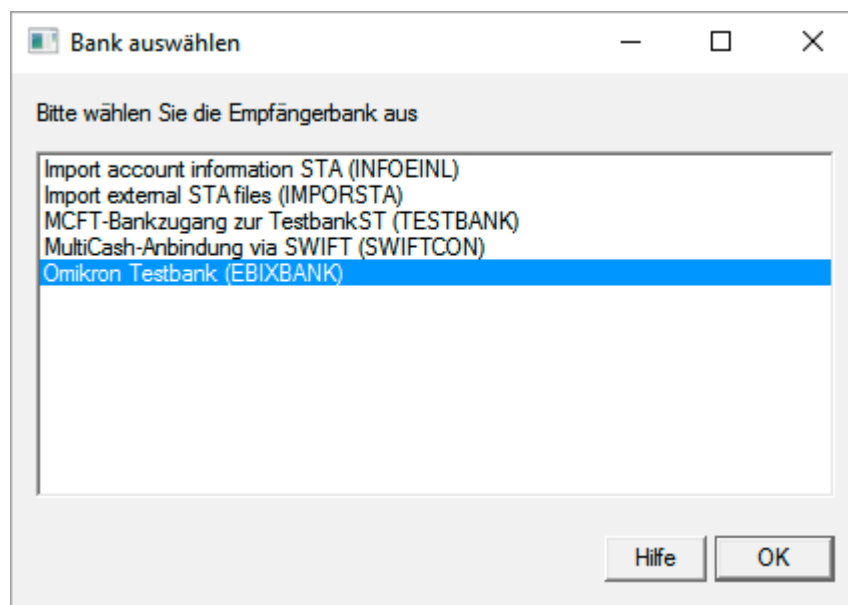 Bank auswählen
Bitte wählen Sie die Empfängerbank aus
Import account information STA (INFOEINL)
Import external STA files (IMPORSTA)
MCFT-Bankzugang zur TestbankST (TESTBANK)
MultiCash-Anbindung via SWIFT (SWIFTCON)
Omikron Testbank (EBIXBANK)
Hilfe OK